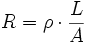 R = ρ · L/A